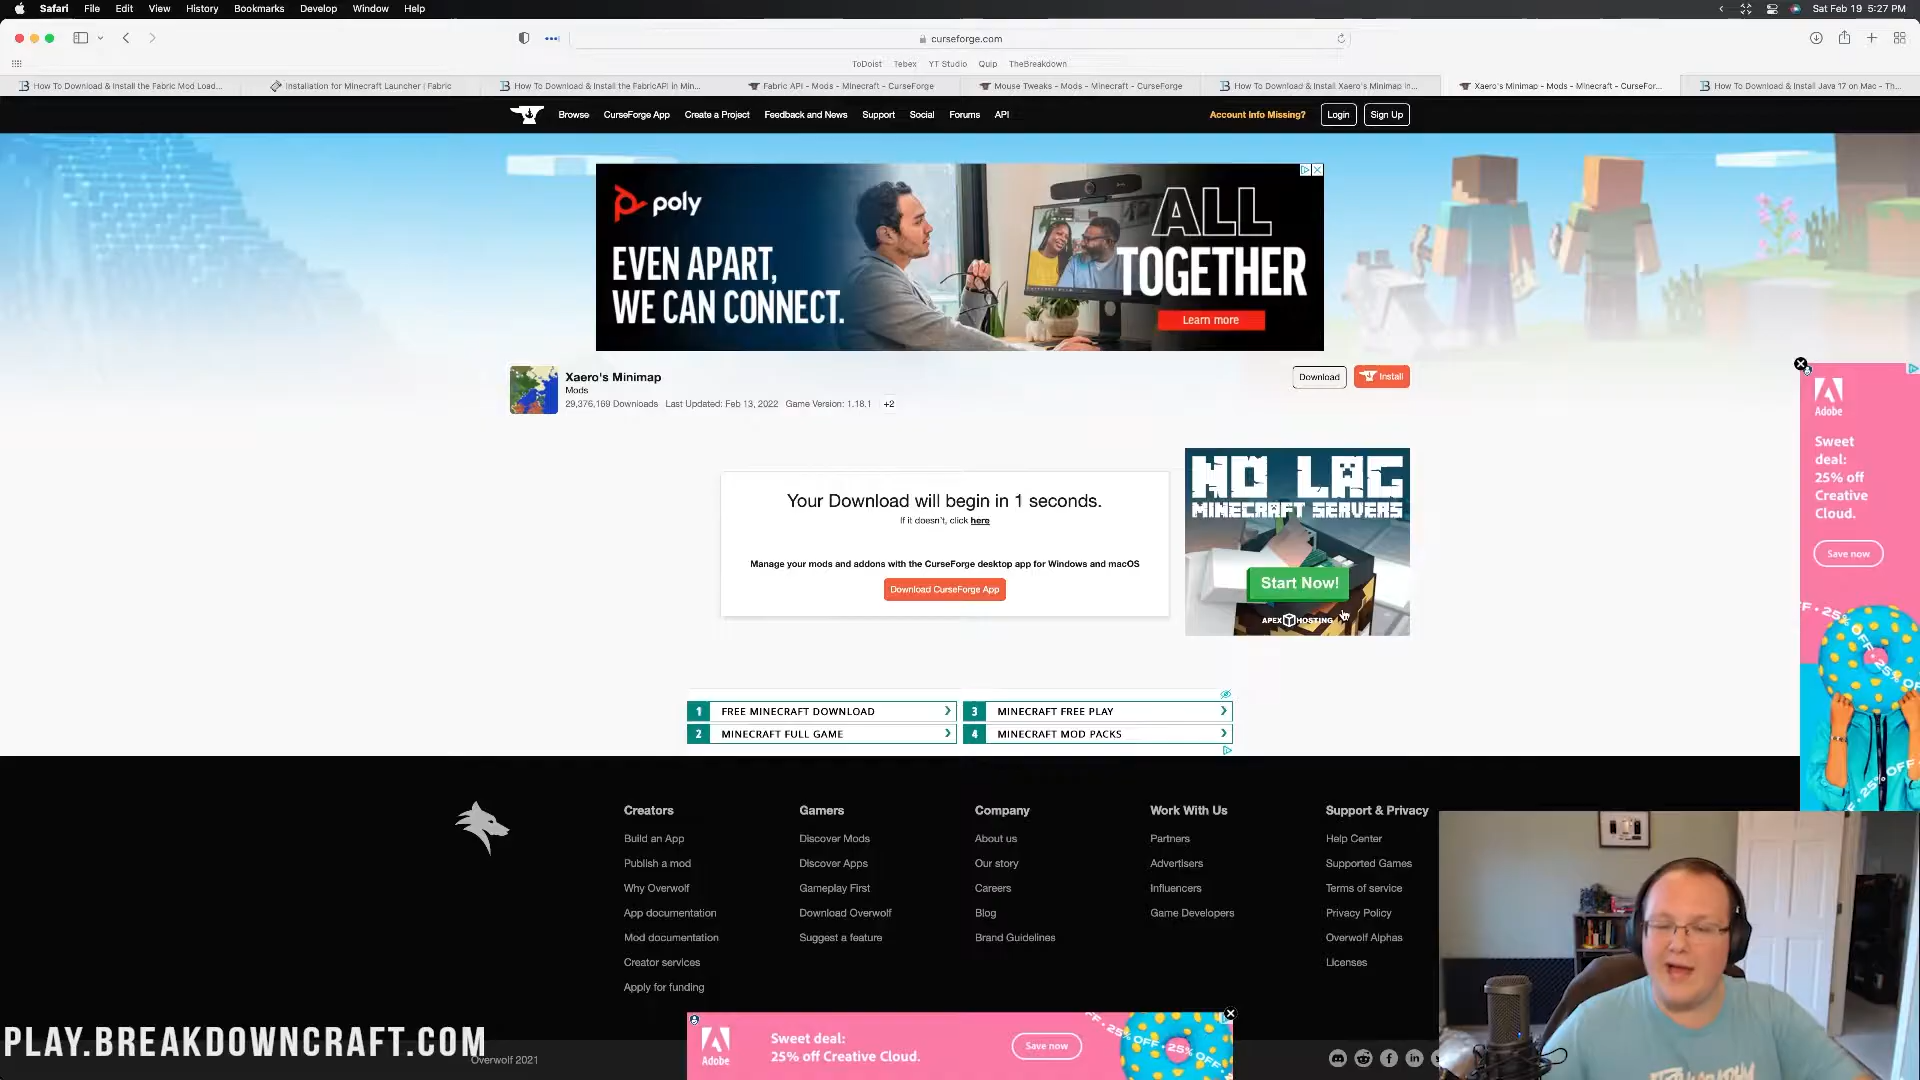 Safari File Edit View History Bookmarks Develop Window Help
Sat Feb 19 5:27 PM
curseforge.com
ToDoist Tebex YT Studio Quip TheBreakdown
How To Download & Install the Fabric Mod Load...
Installation for Minecraft Launcher | Fabric
How To Download & Install the FabricAPI in Min...
Fabric API - Mods - Minecraft - CurseForge
Mouse Tweaks - Mods - Minecraft - CurseForge
How To Download & Install Xaero's Minimap in...
Xaero's Minimap - Mods - Minecraft - CurseFor...
How To Download & Install Java 17 on Mac - Th...
Browse CurseForge App Create a Project Feedback and News Support Social Forums API
Account Info Missing? Login Sign Up
poly
EVEN APART,
WE CAN CONNECT.
ALL
TOGETHER
Learn more
Xaero's Minimap
Mods
29,376,169 Downloads Last Updated: Feb 13, 2022 Game Version: 1.18.1 +2
Download Install
Your Download will begin in 1 seconds.
If it doesn't, click here
Manage your mods and addons with the CurseForge desktop app for Windows and macOS
Download CurseForge App
NO LAG
MINECRAFT SERVERS
Start Now!
APEX HOSTING
Adobe
Sweet
deal:
25% off
Creative
Cloud.
Save now
FF • 25% OFF • 25% OFF
25% OFF
1 FREE MINECRAFT DOWNLOAD
2 MINECRAFT FULL GAME
3 MINECRAFT FREE PLAY
4 MINECRAFT MOD PACKS
Creators
Build an App
Publish a mod
Why Overwolf
App documentation
Mod documentation
Creator services
Apply for funding
Gamers
Discover Mods
Discover Apps
Gameplay First
Download Overwolf
Suggest a feature
Company
About us
Our story
Careers
Blog
Brand Guidelines
Work With Us
Partners
Advertisers
Influencers
Game Developers
Support & Privacy
Help Center
Supported Games
Terms of service
Privacy Policy
Overwolf Alphas
Licenses
PLAY.BREAKDOWNCRAFT.COM
Overwolf 2021
Adobe
Sweet deal:
25% off Creative Cloud.
Save now
FF • 25% OFF • 25% OFF